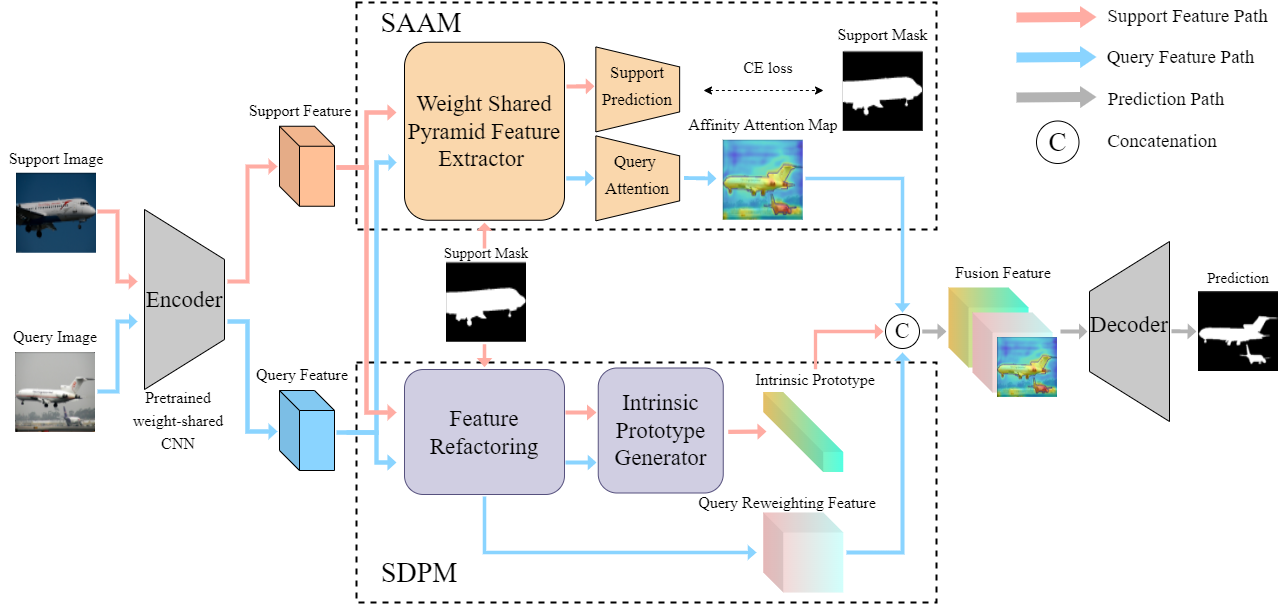 SAAM
Support Feature Path
Query Feature Path
Prediction Path
C
Concatenation
Support Mask
CE loss
Weight Shared
Pyramid Feature
Extractor
Support
Prediction
Query
Attention
Affinity Attention Map
Support Feature
Support Image
Query Image
Encoder
Pretrained
weight-shared
CNN
Query Feature
Support Mask
Feature
Refactoring
Intrinsic
Prototype
Generator
Intrinsic Prototype
Query Reweighting Feature
SDPM
C
Fusion Feature
Decoder
Prediction